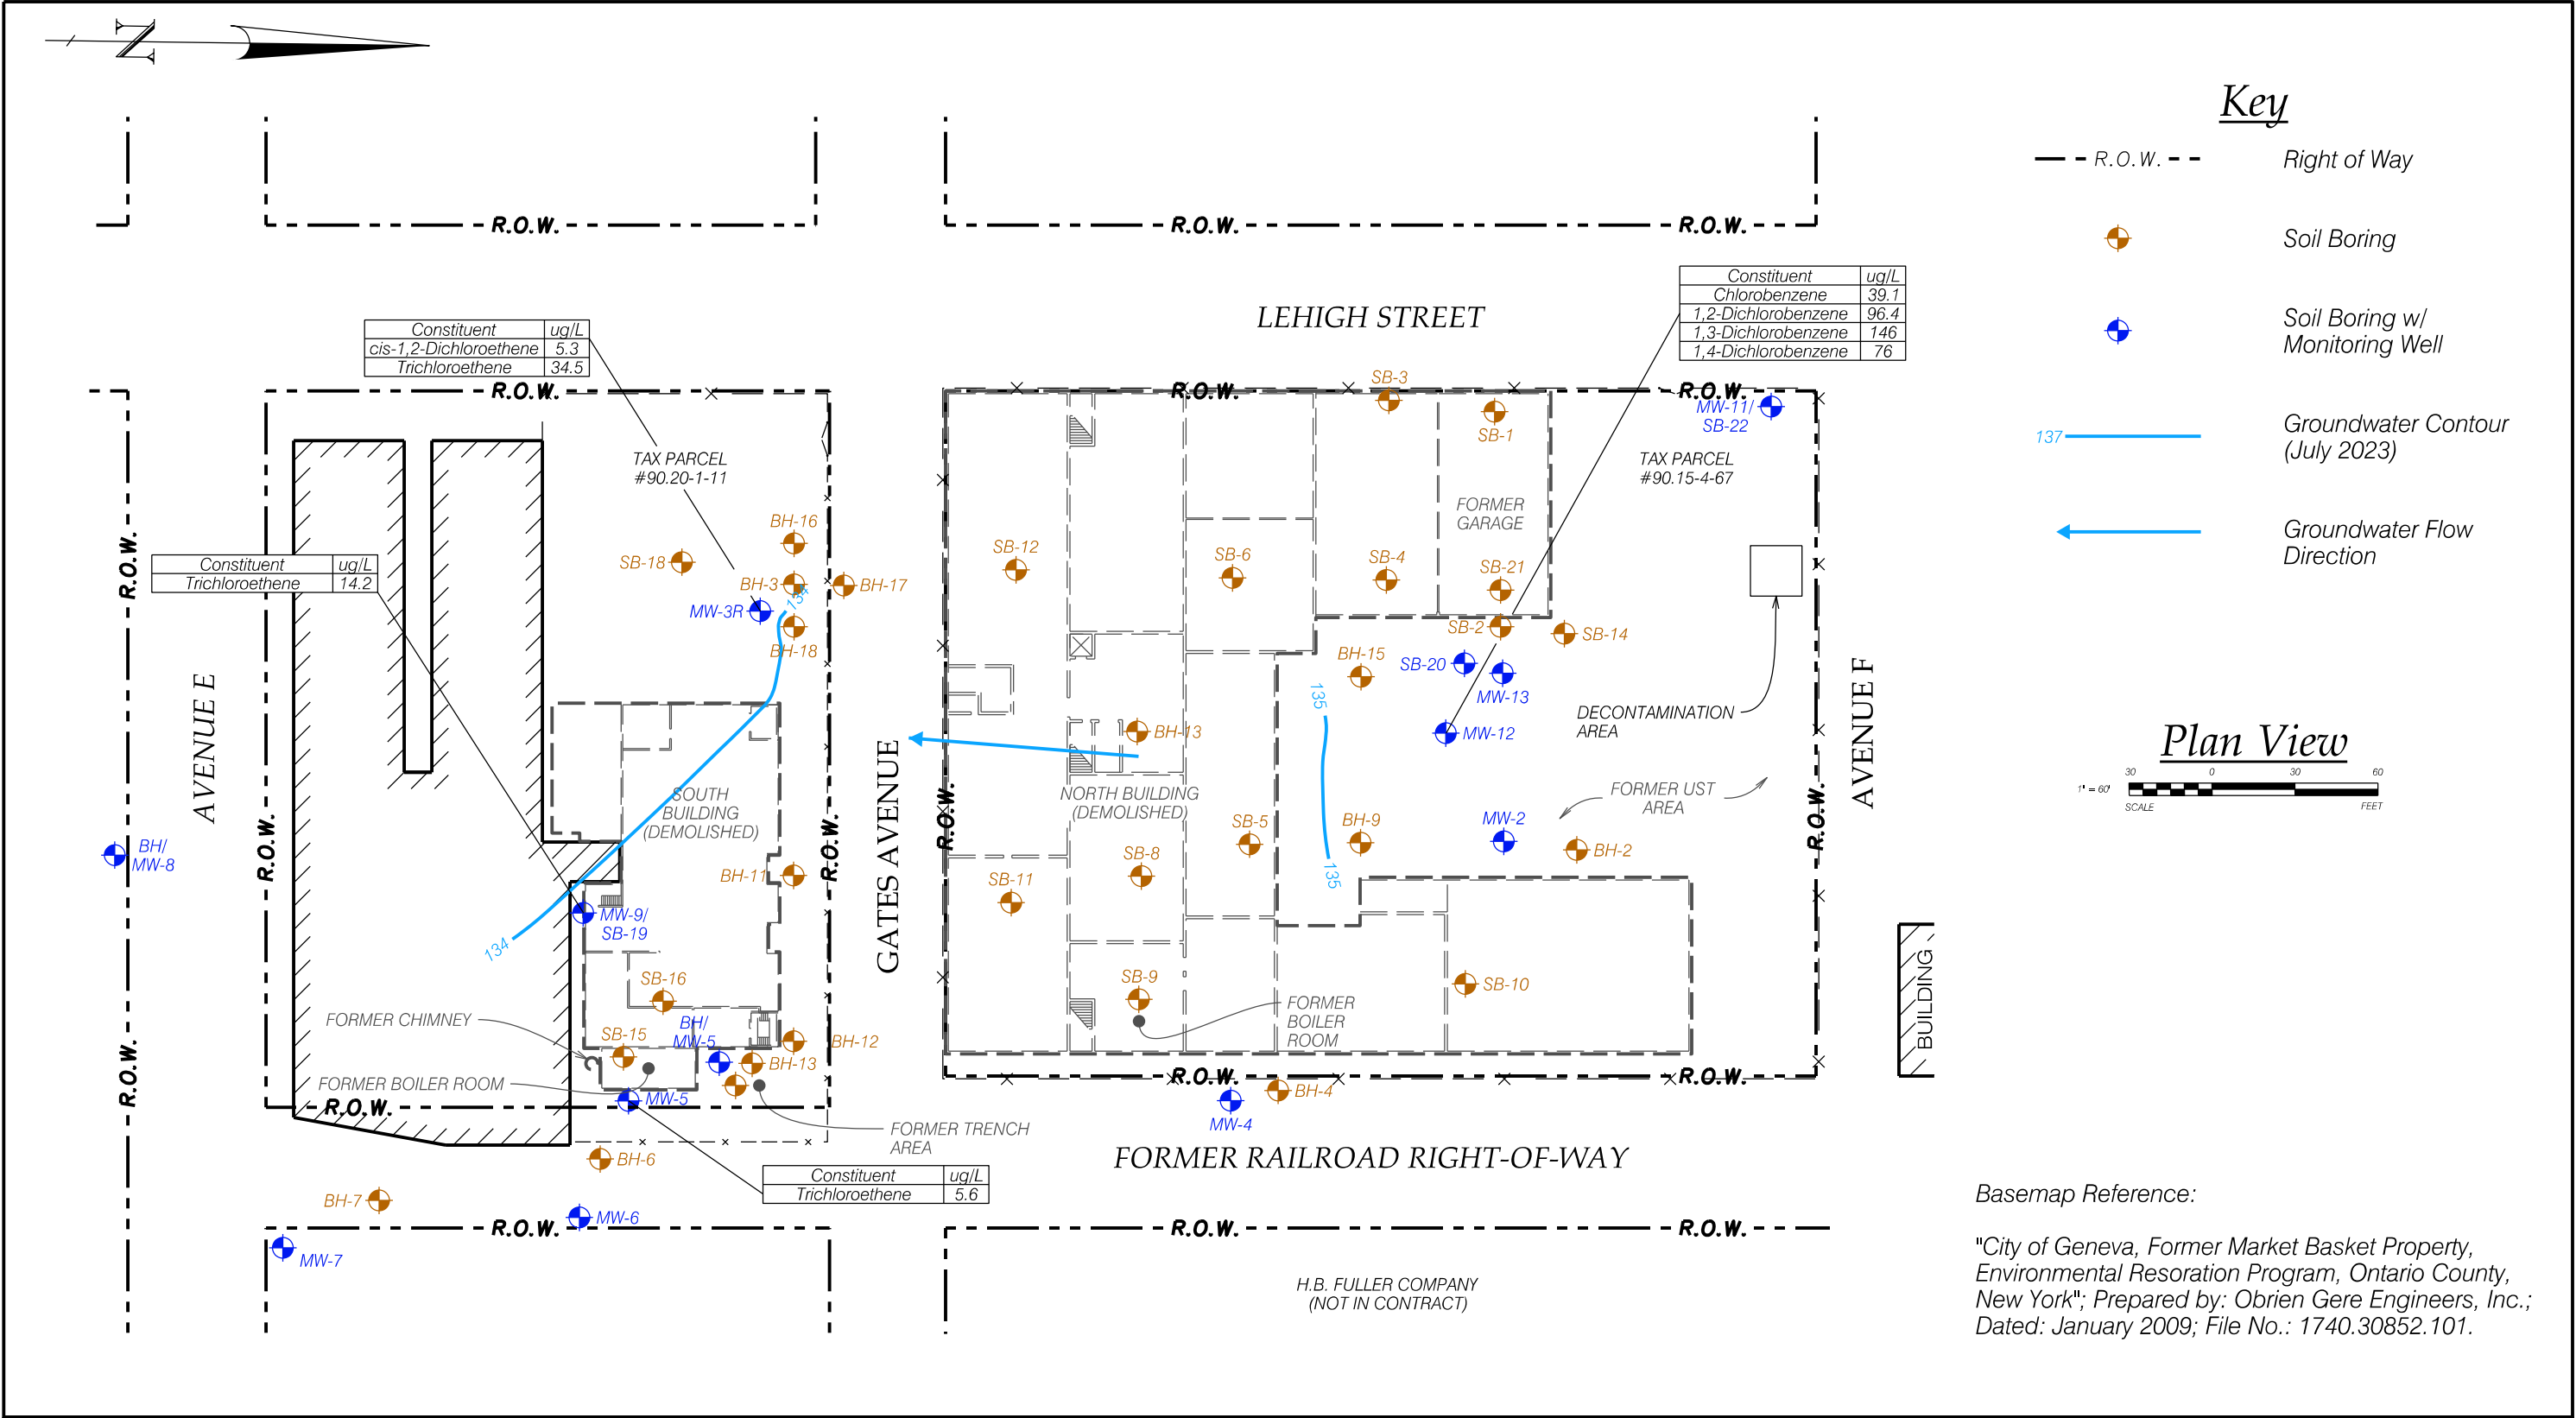 N
Key
R.O.W.
Right of Way
Soil Boring
Soil Boring w/
Monitoring Well
137
Groundwater Contour
(July 2023)
Groundwater Flow
Direction
Plan View
30 0 30 60
1" = 60'
SCALE
FEET
R.O.W.
R.O.W.
R.O.W.
LEHIGH STREET
Constituent ug/L
Chlorobenzene 39.1
1,2-Dichlorobenzene 96.4
1,3-Dichlorobenzene 146
1,4-Dichlorobenzene 76
Constituent ug/L
cis-1,2-Dichloroethene 5.3
Trichloroethene 34.5
R.O.W.
R.O.W.
R.O.W.
SB-3
SB-1
MW-11/
SB-22
TAX PARCEL
#90.20-1-11
TAX PARCEL
#90.15-4-67
FORMER
GARAGE
R.O.W.
Constituent ug/L
Trichloroethene 14.2
BH-16
SB-18
BH-3
BH-17
134
MW-3R
BH-18
SB-12
SB-6
SB-4
SB-21
SB-2
SB-14
BH-15
SB-20
MW-13
135
MW-12
DECONTAMINATION
AREA
AVENUE E
AVENUE F
GATES AVENUE
BH-13
NORTH BUILDING
(DEMOLISHED)
SOUTH
BUILDING
(DEMOLISHED)
FORMER UST
AREA
R.O.W.
R.O.W.
R.O.W.
R.O.W.
BH/
MW-8
BH-11
SB-5
BH-9
MW-2
BH-2
SB-8
SB-11
135
MW-9/
SB-19
134
SB-16
SB-9
SB-10
BUILDING
FORMER CHIMNEY
SB-15
BH/
MW-5
BH-12
BH-13
FORMER
BOILER
ROOM
FORMER BOILER ROOM
R.O.W.
R.O.W.
MW-5
R.O.W.
R.O.W.
BH-4
MW-4
FORMER TRENCH
AREA
FORMER RAILROAD RIGHT-OF-WAY
BH-6
Constituent ug/L
Trichloroethene 5.6
BH-7
MW-6
R.O.W.
R.O.W.
R.O.W.
MW-7
H.B. FULLER COMPANY
(NOT IN CONTRACT)
Basemap Reference:
"City of Geneva, Former Market Basket Property,
Environmental Resoration Program, Ontario County,
New York"; Prepared by: Obrien Gere Engineers, Inc.;
Dated: January 2009; File No.: 1740.30852.101.